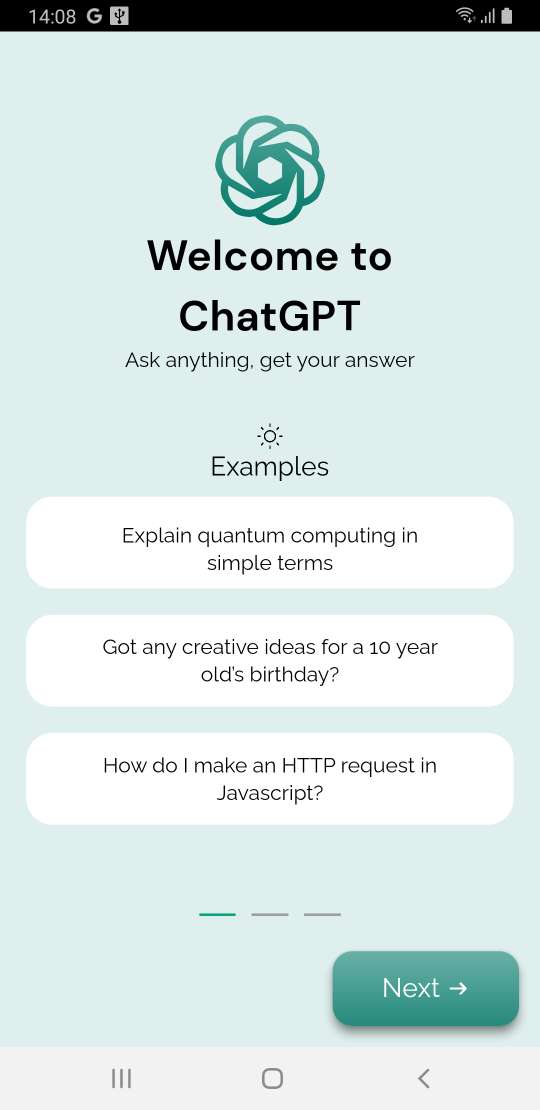 14:08
Welcome to
ChatGPT
Ask anything, get your answer
Examples
Explain quantum computing in
simple terms
Got any creative ideas for a 10 year
old's birthday?
How do I make an HTTP request in
Javascript?
Next →